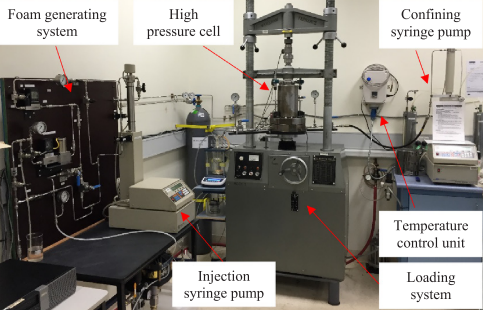 Foam generating
system
High
pressure cell
Confining
syringe pump
Temperature
control unit
Injection
syringe pump
Loading
system